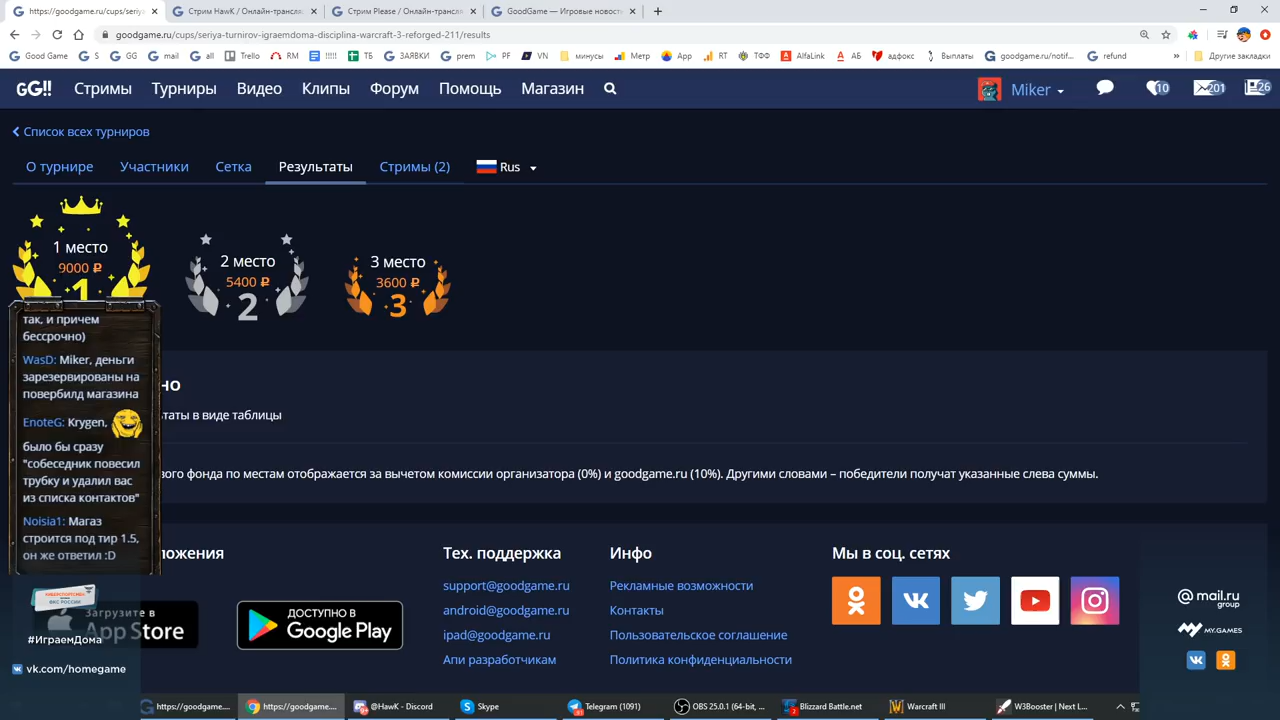 https://goodgame.ru/cups/seriya
Стрим HawK / Онлайн-трансляц
Стрим Please / Онлайн-трансля
GoodGame — Игровые новост
goodgame.ru/cups/seriya-turnirov-igraemdoma-disciplina-warcraft-3-reforged-211/results
Good Game
S
GG
mail
all
Trello
RM
!!!!!
ТБ
ЗАЯВКИ
prem
PF
VN
минусы
Метр
App
RT
ТФФ
AlfaLink
АБ
адфокс
Выплаты
goodgame.ru/notif...
refund
»
Другие закладки
GG!!
Стримы
Турниры
Видео
Клипы
Форум
Помощь
Магазин
Miker
10
201
26
Список всех турниров
О турнире
Участники
Сетка
Результаты
Стримы (2)
Rus
1 место
9000 ₽
1
2 место
5400 ₽
2
3 место
3600 ₽
3
так, и причем
бессрочно)
WasD: Miker, деньги
зарезервированы на
повербилд магазина
EnoteG: Krygen,
было бы сразу
"собеседник повесил
трубку и удалил вас
из списка контактов"
Noisia1: Магаз
строится под тир 1.5,
он же ответил :D
но
таты в виде таблицы
вого фонда по местам отображается за вычетом комиссии организатора (0%) и goodgame.ru (10%). Другими словами – победители получат указанные слева суммы.
ложения
Загрузите в
App Store
ДОСТУПНО В
Google Play
#ИграемДома
vk.com/homegame
Тех. поддержка
support@goodgame.ru
android@goodgame.ru
ipad@goodgame.ru
Апи разработчикам
Инфо
Рекламные возможности
Контакты
Пользовательское соглашение
Политика конфиденциальности
Мы в соц. сетях
@mail.ru
group
MY.GAMES
https://goodgame....
https://goodgame....
@HawK - Discord
Skype
Telegram (1091)
OBS 25.0.1 (64-bit, ...
Blizzard Battle.net
Warcraft III
W3Booster | Next L...